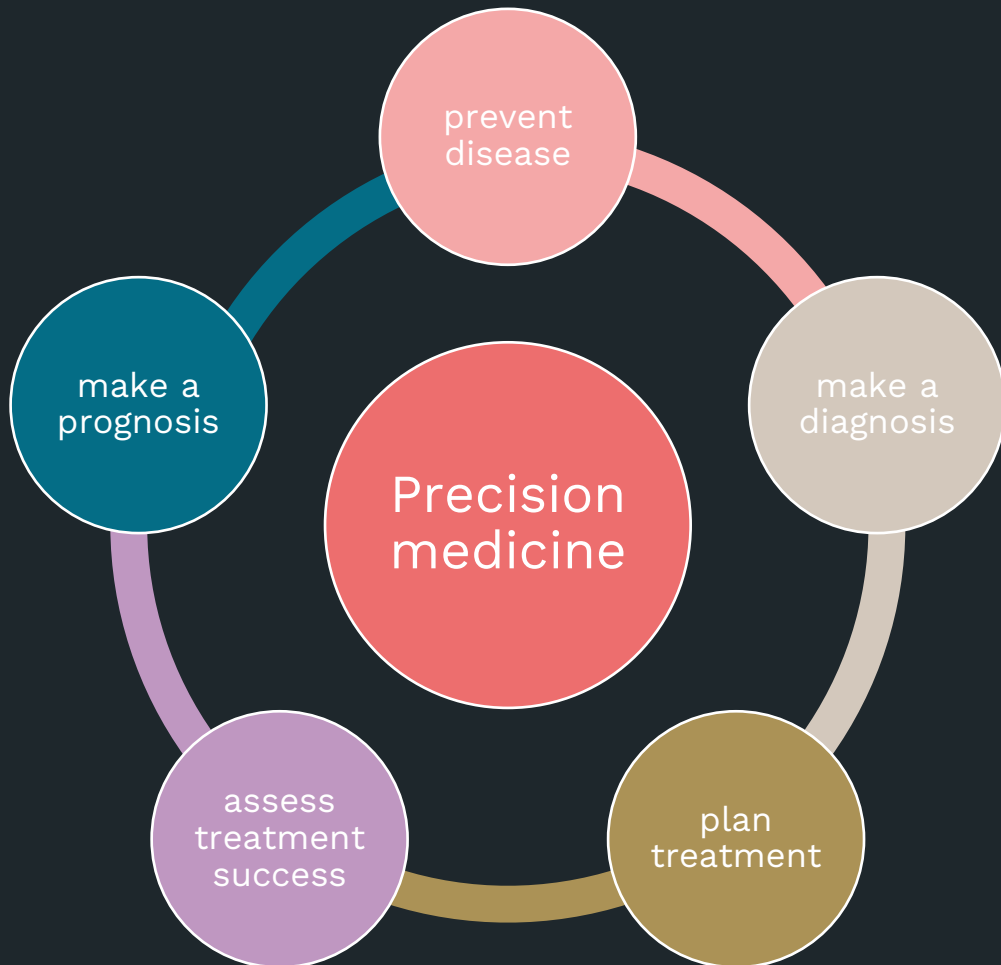 prevent
disease
make a
diagnosis
plan
treatment
assess
treatment
success
make a
prognosis
Precision
medicine